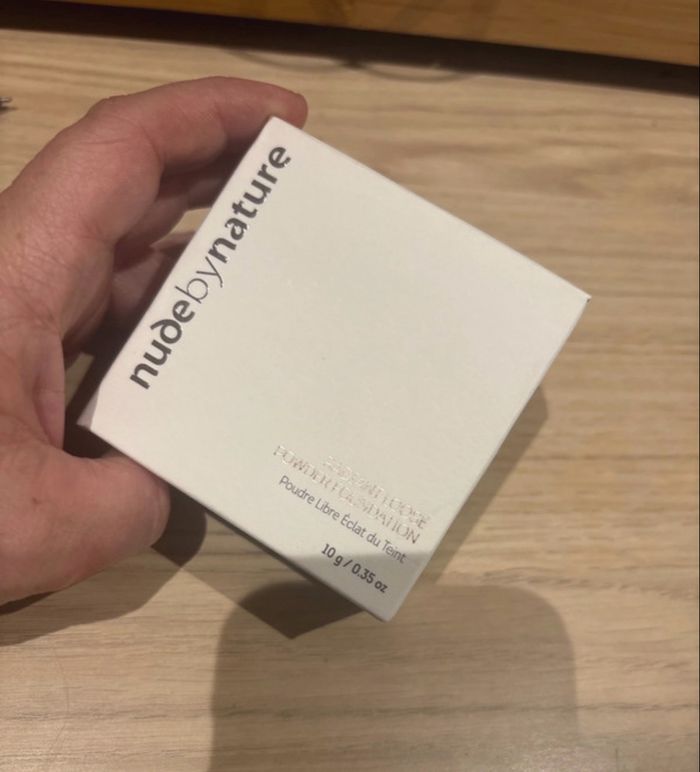 nudebynature
RADIANT LOOSE
POWDER FOUNDATION
Poudre Libre Éclat du Teint
10 g / 0.35 oz